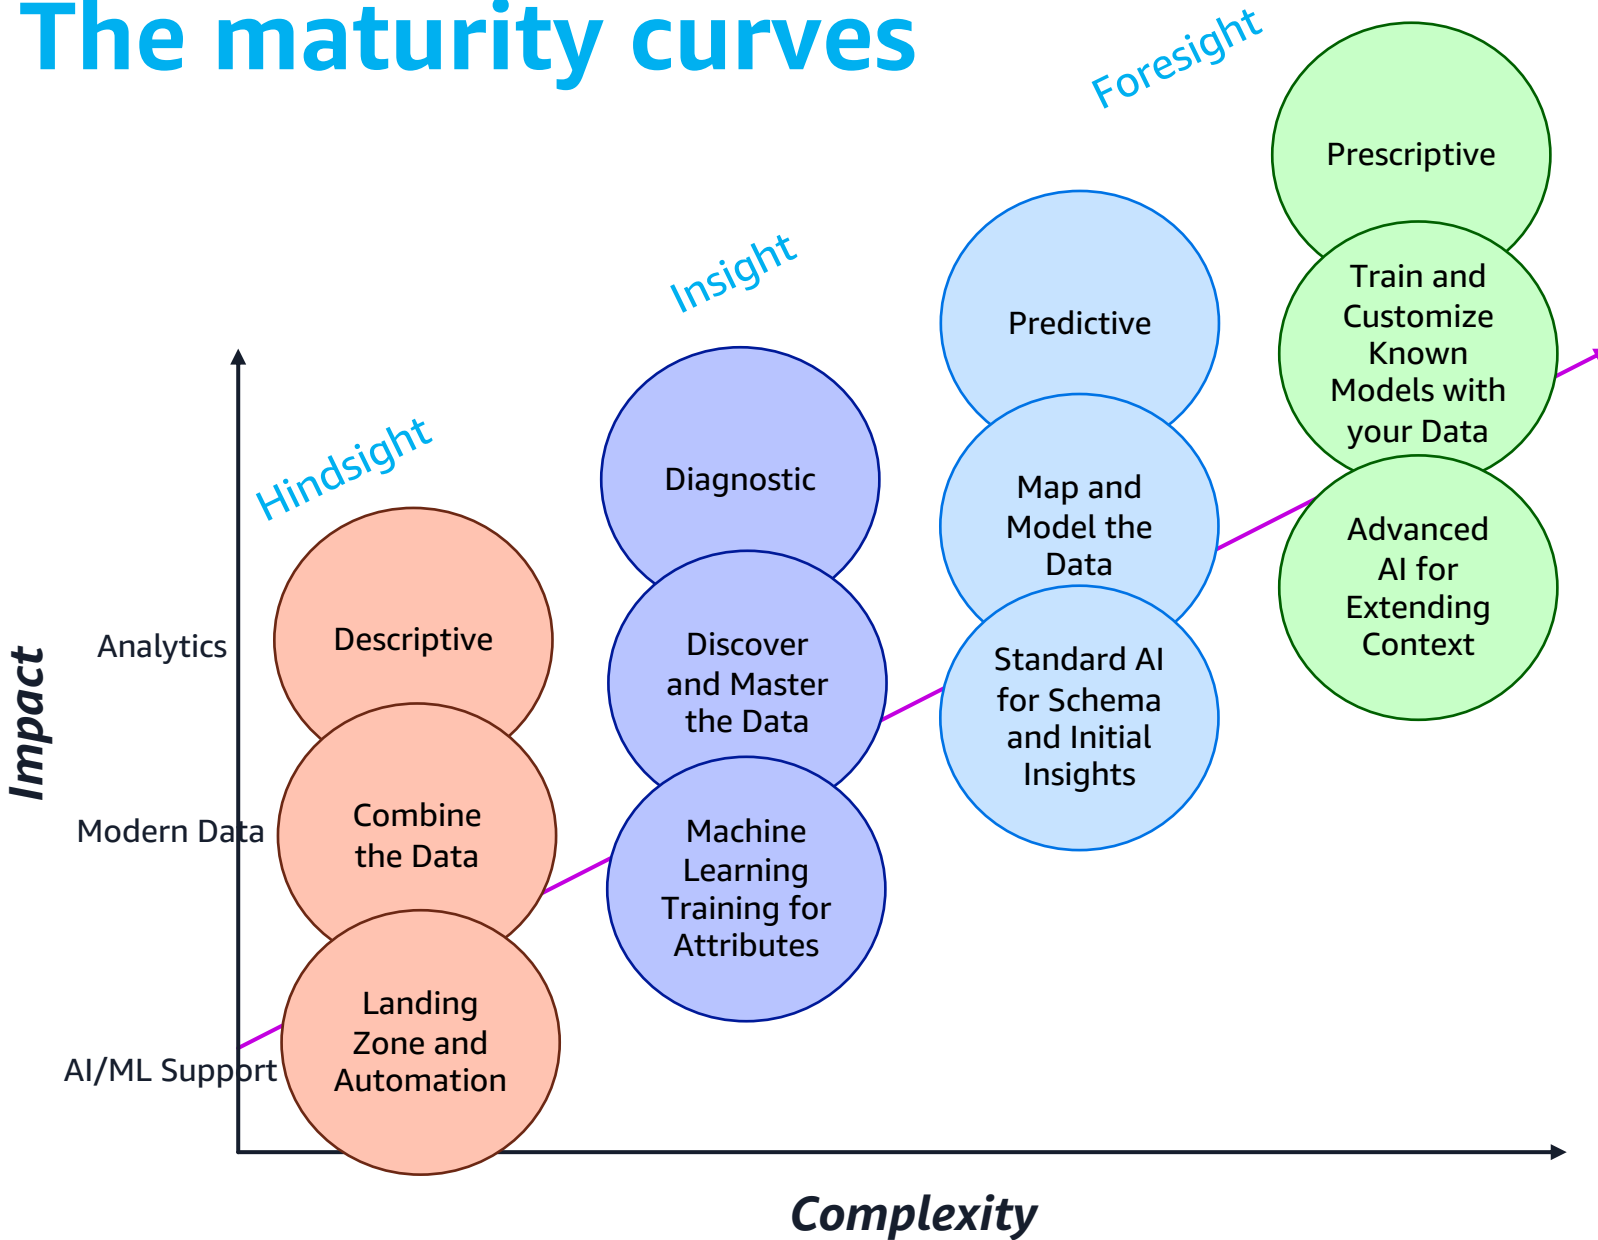 The maturity curves
Foresight
Prescriptive
Train and
Customize
Known
Models with
your Data
Advanced
AI for
Extending
Context
Insight
Predictive
Map and
Model the
Data
Standard AI
for Schema
and Initial
Insights
Hindsight
Diagnostic
Discover
and Master
the Data
Machine
Learning
Training for
Attributes
Descriptive
Combine
the Data
Landing
Zone and
Automation
Analytics
Modern Data
AI/ML Support
Impact
Complexity